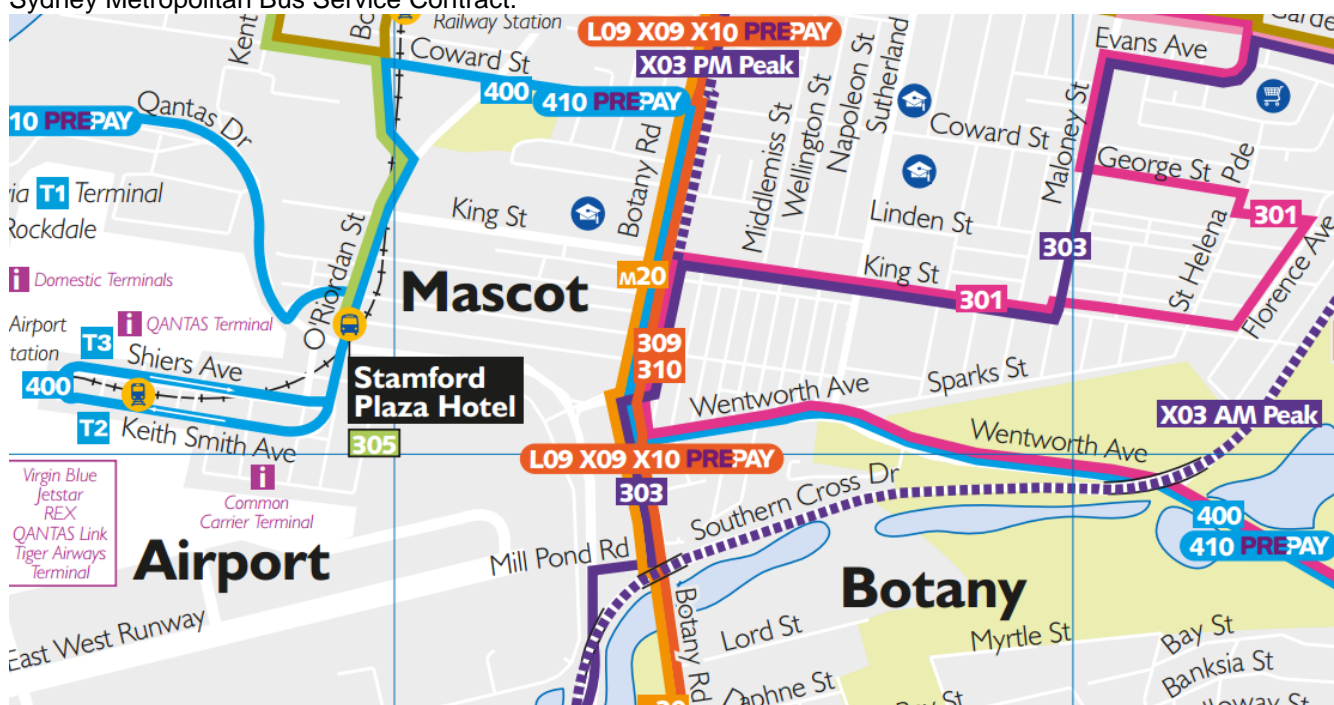 Sydney Metropolitan Bus Service Contract.
Kent
Railway Station
L09 X09 X10 PREPAY
X03 PM Peak
Evans Ave
Garde
Coward St
400
410 PREPAY
10 PREPAY
Qantas Dr
Botany Rd
Middlemiss St
Wellington St
Napoleon St
Sutherland
Coward St
Maloney St
George St
Pde
via T1 Terminal
Rockdale
King St
Linden St
301
303
St Helena
Florence Ave
Domestic Terminals
O'Riordan St
Mascot
M20
King St
301
Airport
tation
QANTAS Terminal
T3
Shiers Ave
309
310
400
Stamford
Plaza Hotel
Wentworth Ave
Sparks St
X03 AM Peak
T2
Keith Smith Ave
305
L09 X09 X10 PREPAY
Wentworth Ave
Virgin Blue
Jetstar
REX
QANTAS Link
Tiger Airways
Terminal
Common
Carrier Terminal
303
Southern Cross Dr
400
410 PREPAY
Airport
Mill Pond Rd
Botany
East West Runway
Botany Rd
Lord St
Myrtle St
Bay St
Banksia St
Daphne St